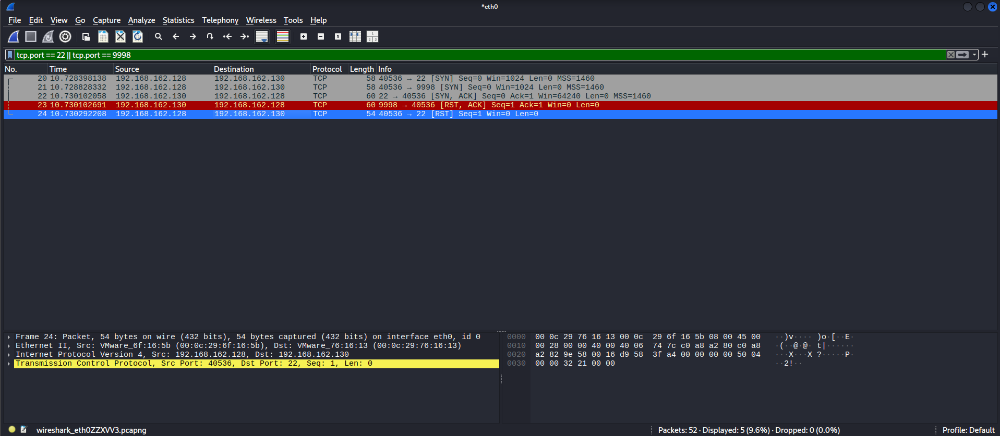 *eth0
File Edit View Go Capture Analyze Statistics Telephony Wireless Tools Help
tcp.port == 22 || tcp.port == 9998
No. Time Source Destination Protocol Length Info
20 10.728398138 192.168.162.128 192.168.162.130 TCP 58 40536 → 22 [SYN] Seq=0 Win=1024 Len=0 MSS=1460
21 10.728828332 192.168.162.128 192.168.162.130 TCP 58 40536 → 9998 [SYN] Seq=0 Win=1024 Len=0 MSS=1460
22 10.730102058 192.168.162.130 192.168.162.128 TCP 60 22 → 40536 [SYN, ACK] Seq=0 Ack=1 Win=64240 Len=0 MSS=1460
23 10.730102691 192.168.162.130 192.168.162.128 TCP 60 9998 → 40536 [RST, ACK] Seq=1 Ack=1 Win=0 Len=0
24 10.730292208 192.168.162.128 192.168.162.130 TCP 54 40536 → 22 [RST] Seq=1 Win=0 Len=0
Frame 24: Packet, 54 bytes on wire (432 bits), 54 bytes captured (432 bits) on interface eth0, id 0
Ethernet II, Src: VMware_6f:16:5b (00:0c:29:6f:16:5b), Dst: VMware_76:16:13 (00:0c:29:76:16:13)
Internet Protocol Version 4, Src: 192.168.162.128, Dst: 192.168.162.130
Transmission Control Protocol, Src Port: 40536, Dst Port: 22, Seq: 1, Len: 0
0000 00 0c 29 76 16 13 00 0c 29 6f 16 5b 08 00 45 00 ··)v···· )o·[··E·
0010 00 28 00 00 40 00 40 06 74 7c c0 a8 a2 80 c0 a8 ·(··@·@· t|······
0020 a2 82 9e 58 00 16 d9 58 3f a4 00 00 00 00 50 04 ···X···X ?·····P·
0030 00 00 32 21 00 00 ··2!··
wireshark_eth0ZZXVV3.pcapng
Packets: 52 · Displayed: 5 (9.6%) · Dropped: 0 (0.0%)
Profile: Default